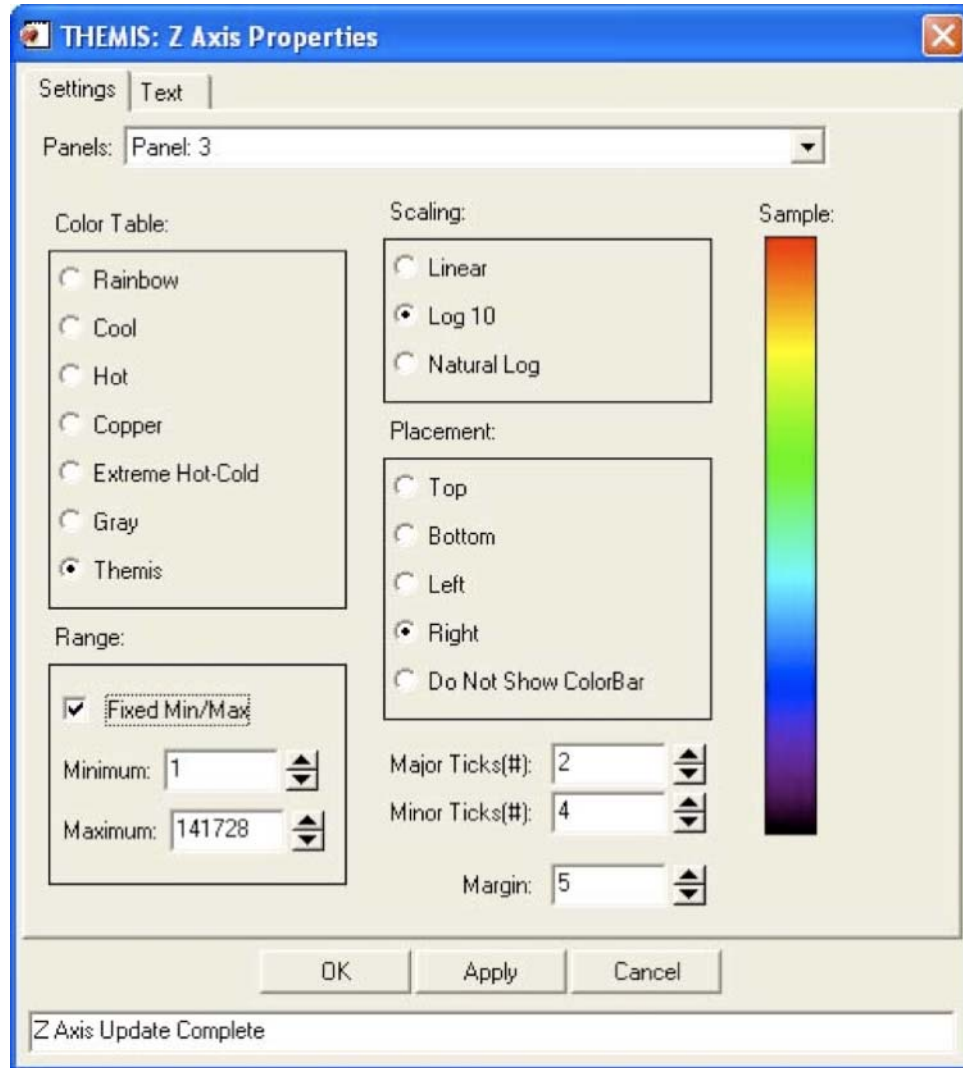 THEMIS: Z Axis Properties
Settings
Text
Panels: Panel: 3
Color Table:
Rainbow
Cool
Hot
Copper
Extreme Hot-Cold
Gray
Themis
Range:
Fixed Min/Max
Minimum: 1
Maximum: 141728
Scaling:
Linear
Log 10
Natural Log
Placement:
Top
Bottom
Left
Right
Do Not Show ColorBar
Major Ticks(#): 2
Minor Ticks(#): 4
Margin: 5
Sample:
OK
Apply
Cancel
Z Axis Update Complete